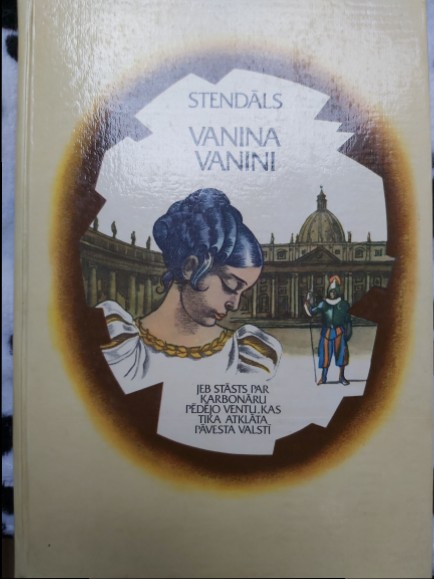 STENDĀLS
VANINA
VANINI
JEB STĀSTS PAR
KARBONĀRU
PĒDĒJO VENTU, KAS
TIKA ATKLĀTA
PĀVESTA VALSTĪ